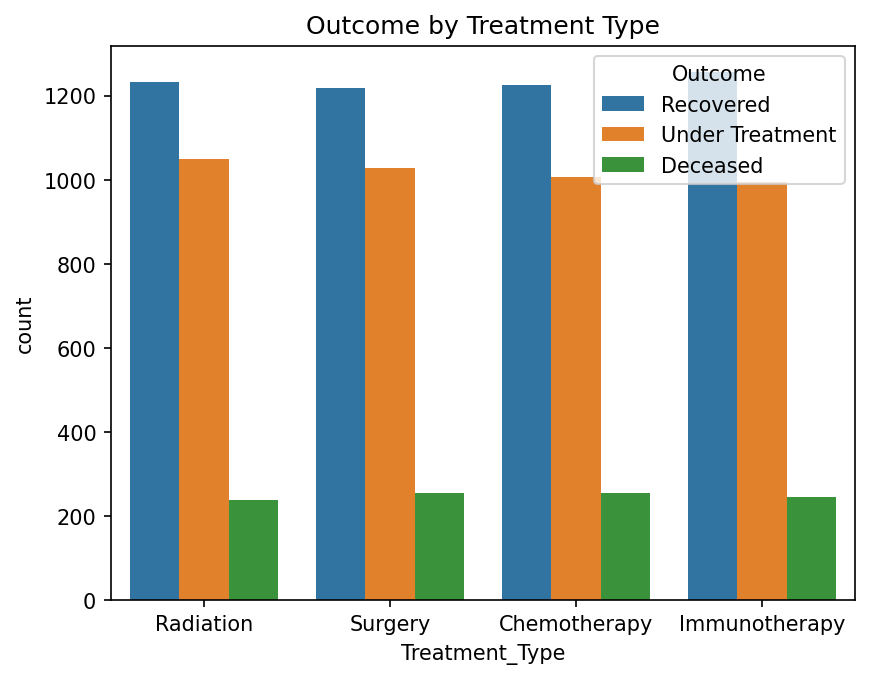 Outcome by Treatment Type
Outcome
Recovered
Under Treatment
Deceased
1200
1000
800
600
400
200
0
count
Radiation Surgery Chemotherapy Immunotherapy
Treatment_Type